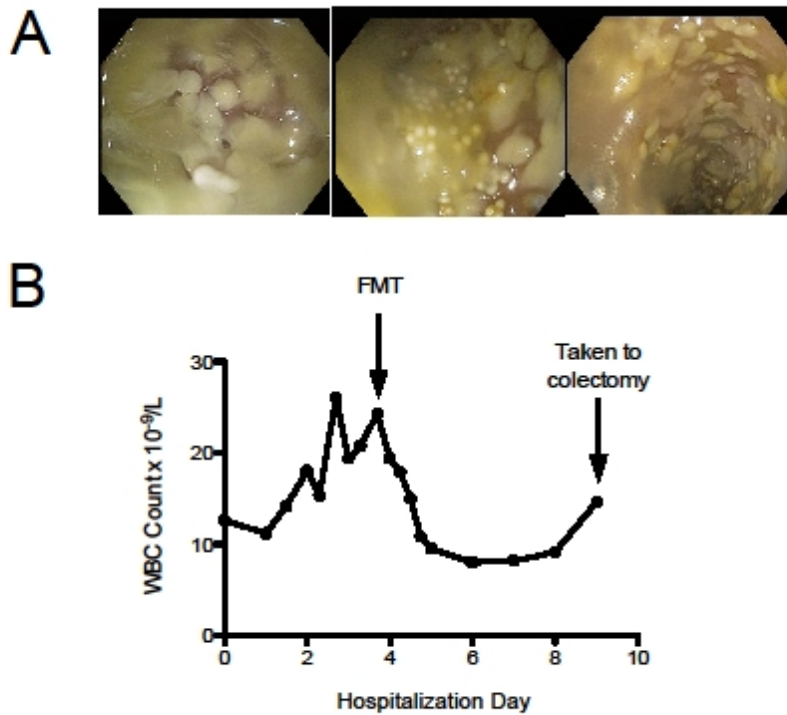 A
B
FMT
Taken to
colectomy
WBC Count x 10⁻⁹/L
30
20
10
0
0 2 4 6 8 10
Hospitalization Day